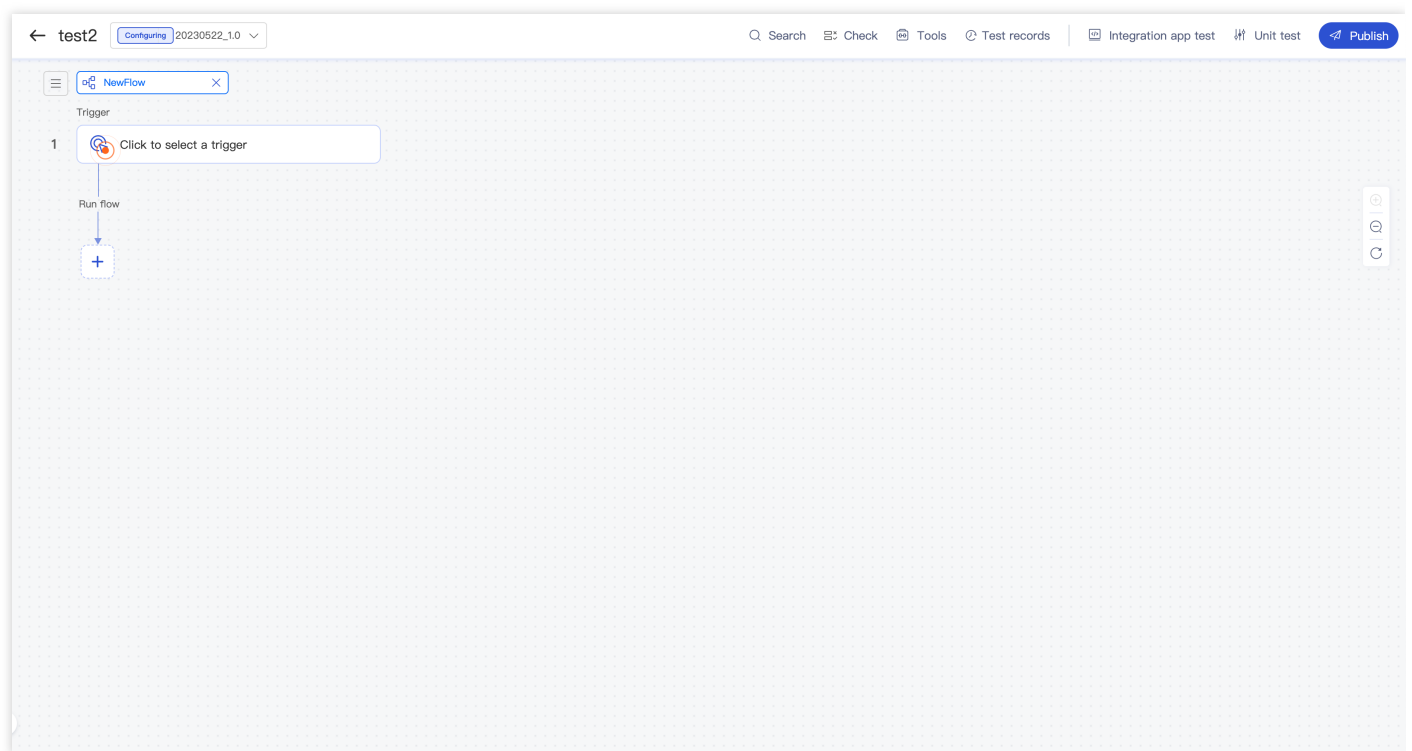 test2 Configuring 20230522_1.0 Search Check Tools Test records Integration app test Unit test Publish
NewFlow
Trigger
1 Click to select a trigger
Run flow